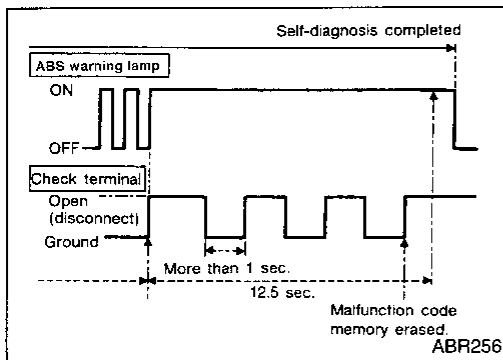 Self-diagnosis completed
ABS warning lamp
ON
OFF
Check terminal
Open
(disconnect)
Ground
More than 1 sec.
12.5 sec.
Malfunction code
memory erased.
ABR256